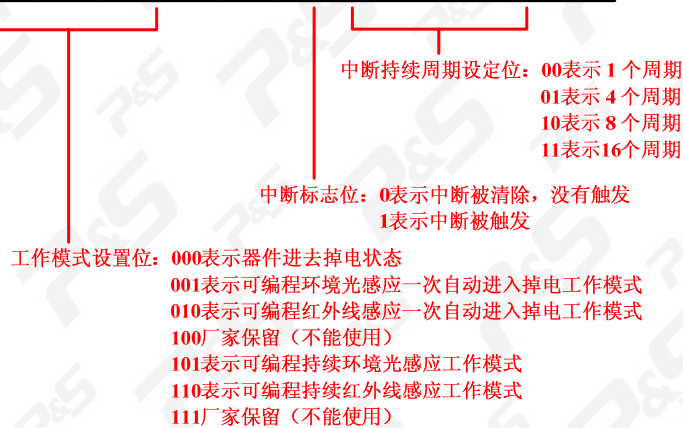 中断持续周期设定位：00表示 1 个周期
01表示 4 个周期
10表示 8 个周期
11表示16个周期
中断标志位：0表示中断被清除，没有触发
1表示中断被触发
工作模式设置位：000表示器件进去掉电状态
001表示可编程环境光感应一次自动进入掉电工作模式
010表示可编程红外线感应一次自动进入掉电工作模式
100厂家保留（不能使用）
101表示可编程持续环境光感应工作模式
110表示可编程持续红外线感应工作模式
111厂家保留（不能使用）
P&S